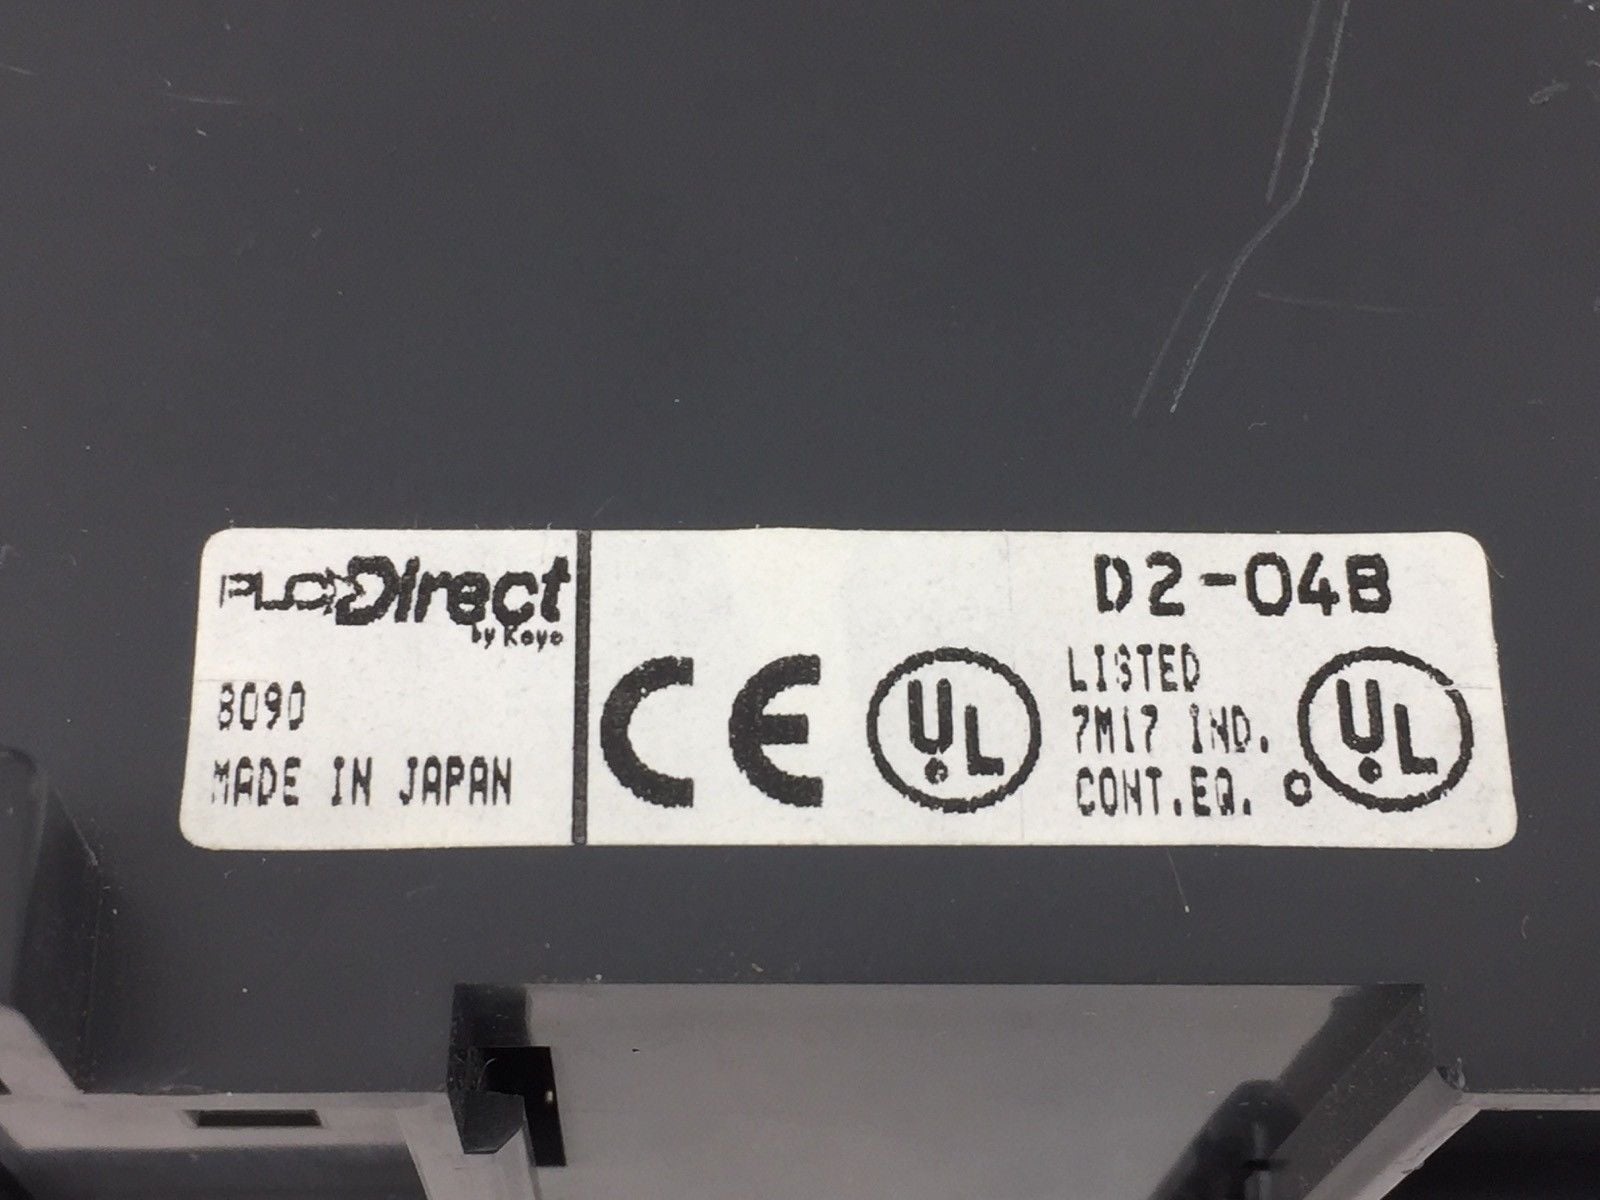 PLCDirect
by Koyo
8090
MADE IN JAPAN
CE
UL
D2-04B
LISTED
7M17 IND.
CONT.EQ.
UL